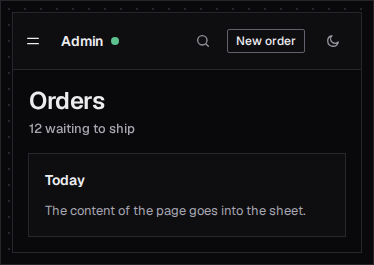 Admin
New order
Orders
12 waiting to ship
Today
The content of the page goes into the sheet.